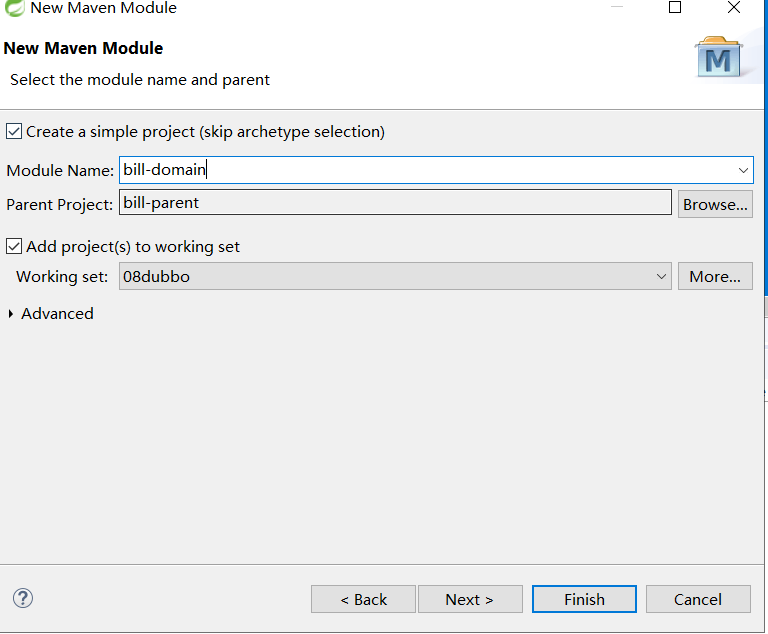 New Maven Module
New Maven Module
Select the module name and parent
M
Create a simple project (skip archetype selection)
Module Name: bill-domain
Parent Project: bill-parent Browse...
Add project(s) to working set
Working set: 08dubbo More...
Advanced
? < Back Next > Finish Cancel